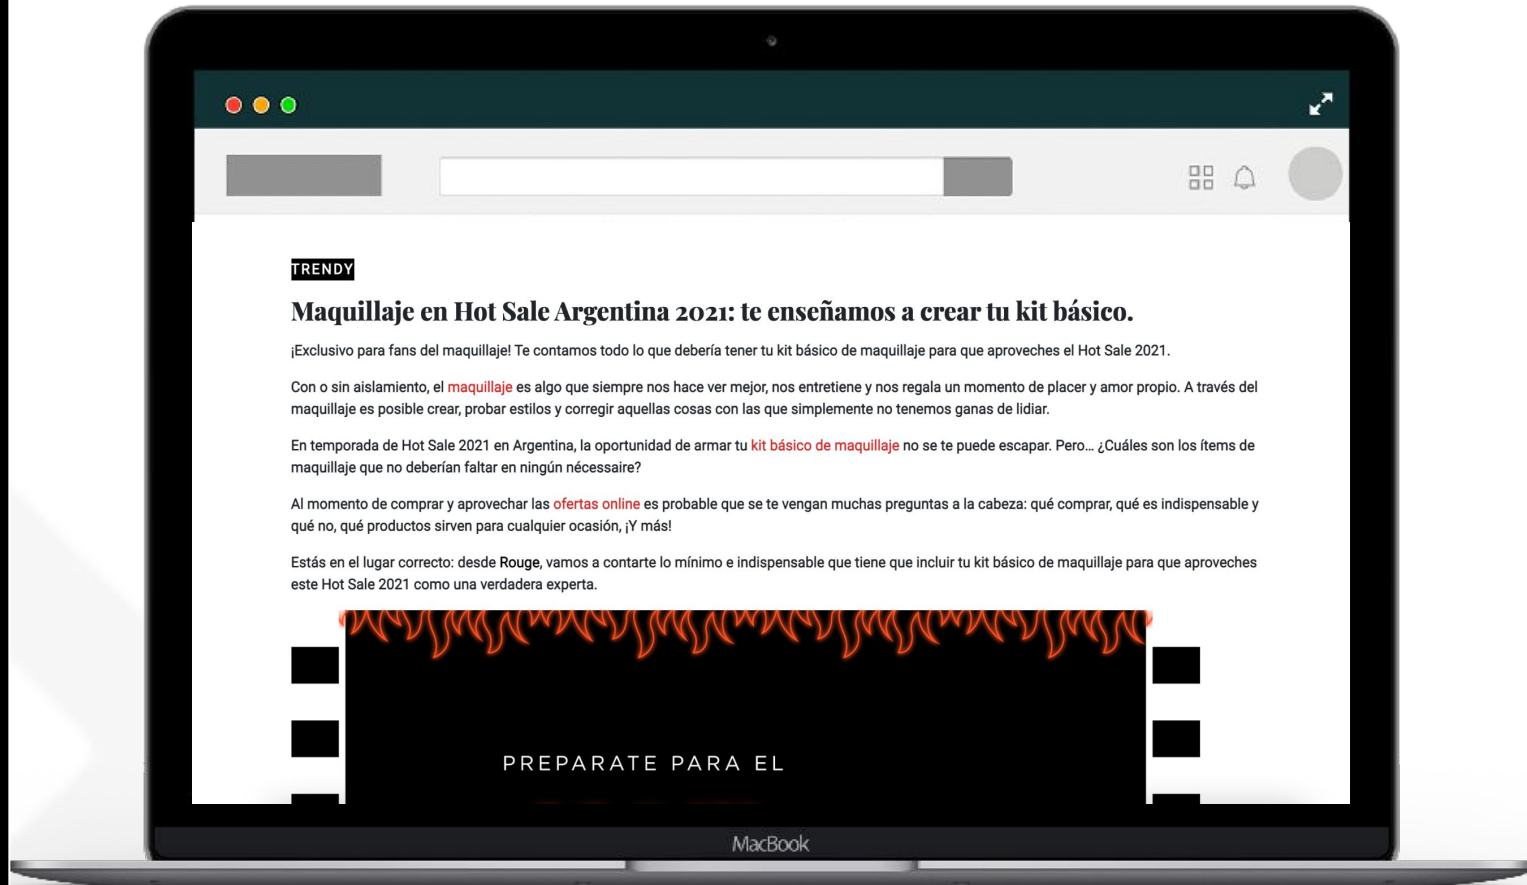 TRENDY
Maquillaje en Hot Sale Argentina 2021: te enseñamos a crear tu kit básico.
¡Exclusivo para fans del maquillaje! Te contamos todo lo que debería tener tu kit básico de maquillaje para que aproveches el Hot Sale 2021.
Con o sin aislamiento, el maquillaje es algo que siempre nos hace ver mejor, nos entretiene y nos regala un momento de placer y amor propio. A través del
maquillaje es posible crear, probar estilos y corregir aquellas cosas con las que simplemente no tenemos ganas de lidiar.
En temporada de Hot Sale 2021 en Argentina, la oportunidad de armar tu kit básico de maquillaje no se te puede escapar. Pero... ¿Cuáles son los ítems de
maquillaje que no deberían faltar en ningún nécessaire?
Al momento de comprar y aprovechar las ofertas online es probable que se te vengan muchas preguntas a la cabeza: qué comprar, qué es indispensable y
qué no, qué productos sirven para cualquier ocasión, ¡Y más!
Estás en el lugar correcto: desde Rouge, vamos a contarte lo mínimo e indispensable que tiene que incluir tu kit básico de maquillaje para que aproveches
este Hot Sale 2021 como una verdadera experta.
PREPARATE PARA EL
MacBook